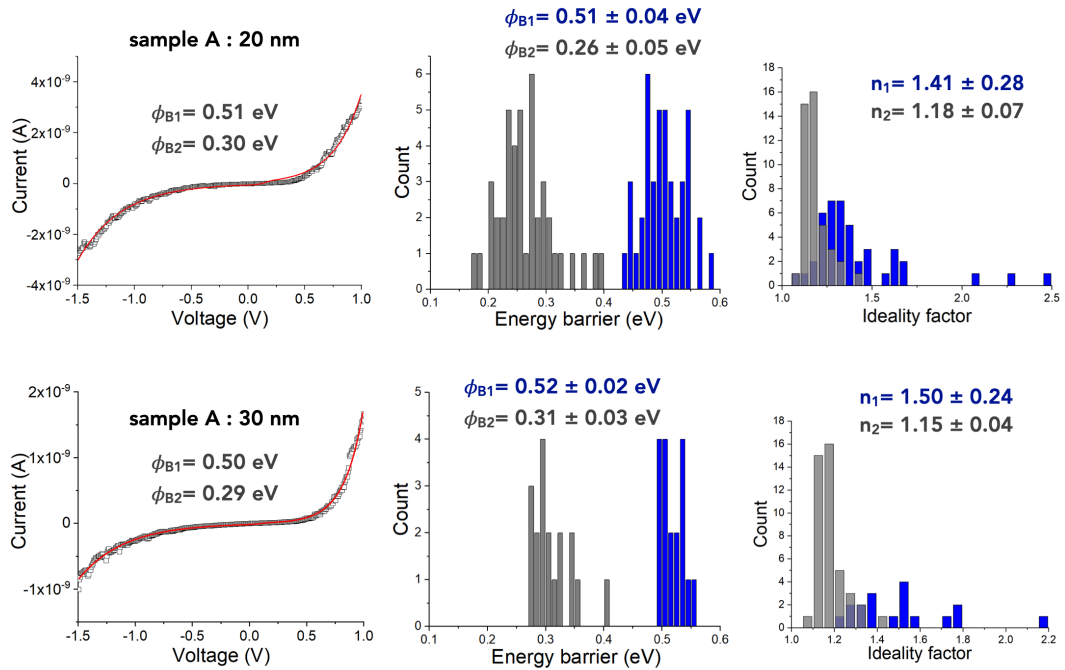 sample A : 20 nm
ϕB1= 0.51 eV
ϕB2= 0.30 eV
4x10⁻⁹
2x10⁻⁹
0
-2x10⁻⁹
-4x10⁻⁹
Current (A)
-1.5 -1.0 -0.5 0.0 0.5 1.0
Voltage (V)
ϕB1= 0.51 ± 0.04 eV
ϕB2= 0.26 ± 0.05 eV
6
5
4
3
2
1
0
Count
0.1 0.2 0.3 0.4 0.5 0.6
Energy barrier (eV)
n1= 1.41 ± 0.28
n2= 1.18 ± 0.07
18
16
14
12
10
8
6
4
2
0
Count
1.0 1.5 2.0 2.5
Ideality factor
sample A : 30 nm
ϕB1= 0.50 eV
ϕB2= 0.29 eV
2x10⁻⁹
1x10⁻⁹
0
-1x10⁻⁹
Current (A)
-1.5 -1.0 -0.5 0.0 0.5 1.0
Voltage (V)
ϕB1= 0.52 ± 0.02 eV
ϕB2= 0.31 ± 0.03 eV
5
4
3
2
1
0
Count
0.1 0.2 0.3 0.4 0.5 0.6
Energy barrier (eV)
n1= 1.50 ± 0.24
n2= 1.15 ± 0.04
18
16
14
12
10
8
6
4
2
0
Count
1.0 1.2 1.4 1.6 1.8 2.0 2.2
Ideality factor